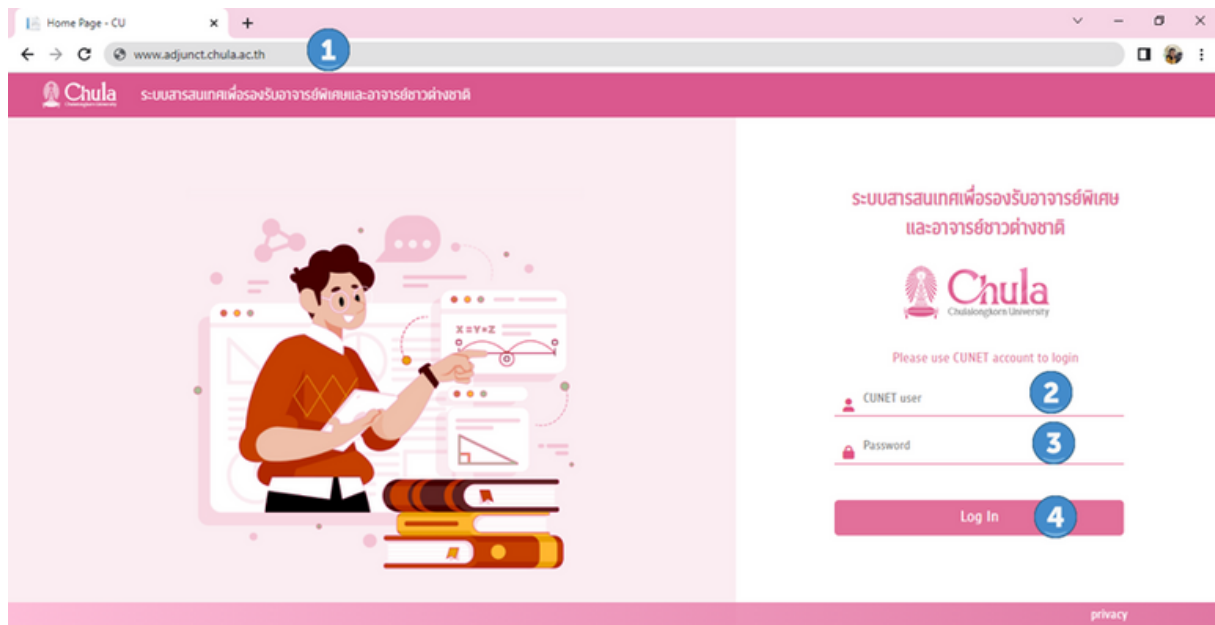 Home Page - CU
www.adjunct.chula.ac.th
1
Chula
Chulalongkorn University
ระบบสารสนเทศเพื่อรองรับอาจารย์พิเศษและอาจารย์ชาวต่างชาติ
ระบบสารสนเทศเพื่อรองรับอาจารย์พิเศษ
และอาจารย์ชาวต่างชาติ
Chula
Chulalongkorn University
X=Y+Z
Please use CUNET account to login
CUNET user
2
Password
3
Log In
4
privacy